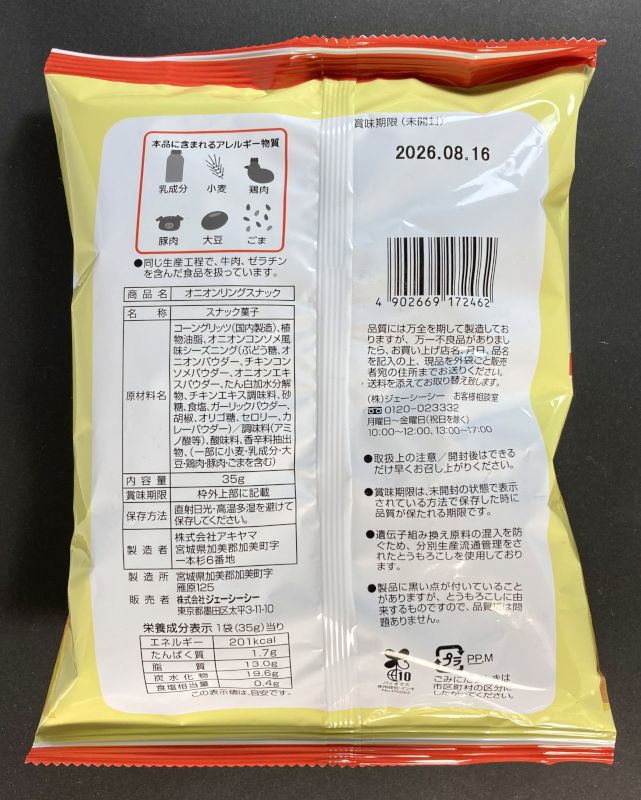 本品に含まれるアレルギー物質
乳成分 小麦 鶏肉
豚肉 大豆 ごま
●同じ生産工程で、牛肉、ゼラチン
を含んだ食品を扱っています。
商品名 オニオンリングスナック
名称 スナック菓子
原材料名
コーングリッツ(国内製造)、植
物油脂、オニオンコンソメ風
味シーズニング(ぶどう糖、オ
ニオンパウダー、チキンコン
ソメパウダー、オニオンエキ
スパウダー、たん白加水分解
物、チキンエキス調味料、砂
糖、食塩、ガーリックパウダー、
胡椒、オリゴ糖、セロリー、カ
レーパウダー)/調味料(アミ
ノ酸等)、酸味料、香辛料抽出
物、(一部に小麦・乳成分・大
豆・鶏肉・豚肉・ごまを含む)
内容量 35g
賞味期限 枠外上部に記載
保存方法 直射日光・高温多湿を避けて
保存してください。
製造者 株式会社アキヤマ
宮城県加美郡加美町字
一本杉6番地
製造所 宮城県加美郡加美町字
雁原125
販売者 株式会社ジェーシーシー
東京都墨田区太平3-11-10
栄養成分表示 1袋(35g)当り
エネルギー 201kcal
たんぱく質 1.7g
脂質 13.0g
炭水化物 19.6g
食塩相当量 0.4g
この表示値は、目安です。
賞味期限(未開封)
2026.08.16
4 902669 172462
品質には万全を期して製造してお
りますが、万一不良品がありまし
たら、お買い上げ店名、月日、品名
を記入の上、現品を外袋ごと販売
者宛の住所までお送りください。
送料を添えてお取り替え致します。
(株)ジェーシーシー お客様相談室
0120-023332
月曜日〜金曜日(祝日を除く)
10:00〜12:00、13:00〜17:00
●取扱上の注意/開封後はできる
だけ早くお召し上がりください。
●賞味期限は、未開封の状態で表示
されている方法で保存した時に
品質が保たれる期限です。
●遺伝子組み換え原料の混入を防
ぐため、分別生産流通管理を
されたとうもろこしを使用しており
ます。
●製品に黒い点が付いていること
がありますが、とうもろこしに由
来するものですので、品質には問
題ありません。
10
バイオマス
プラ PP,M
市区町村の区分に